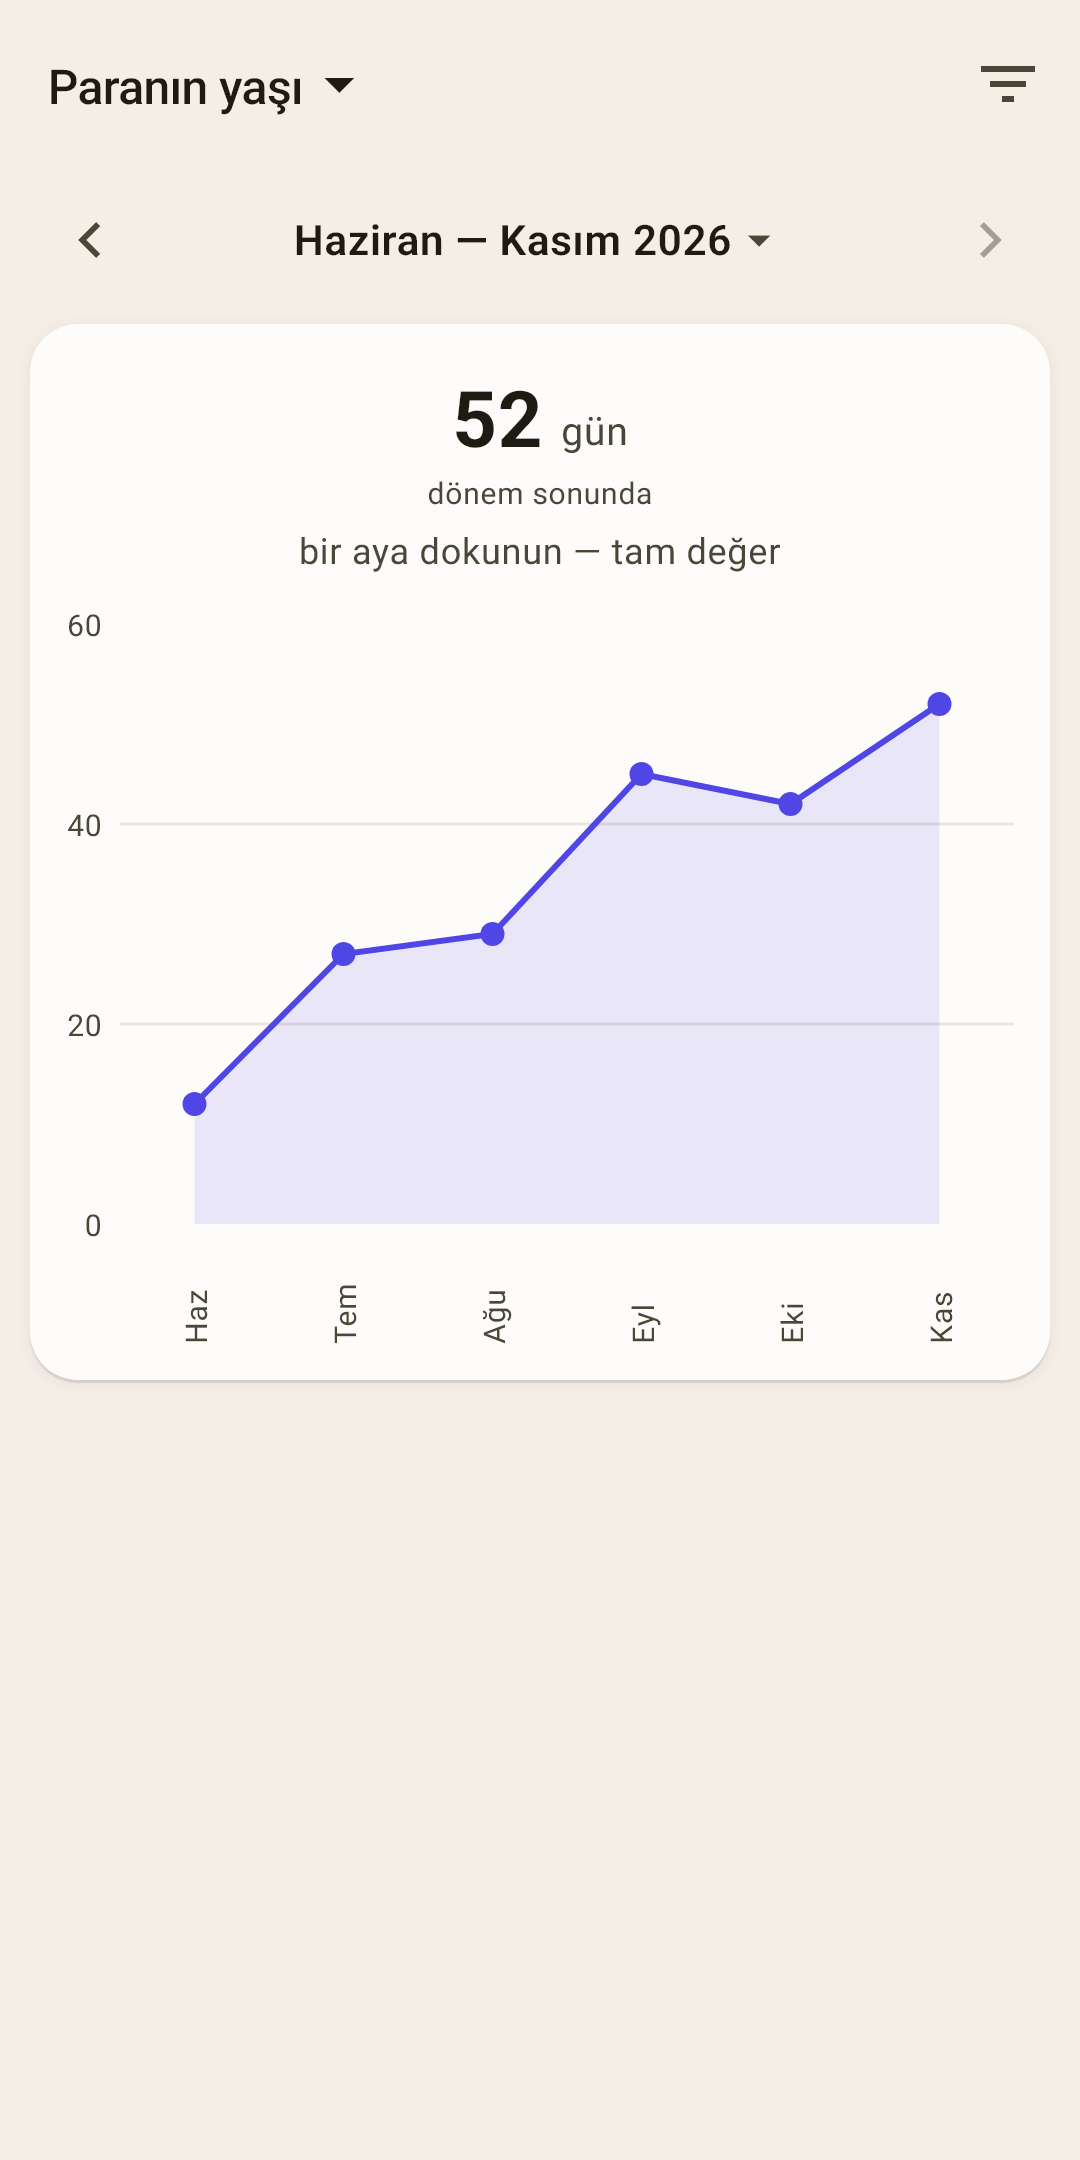 Paranın yaşı
Haziran — Kasım 2026
52 gün
dönem sonunda
bir aya dokunun — tam değer
60
40
20
0
Haz
Tem
Ağu
Eyl
Eki
Kas